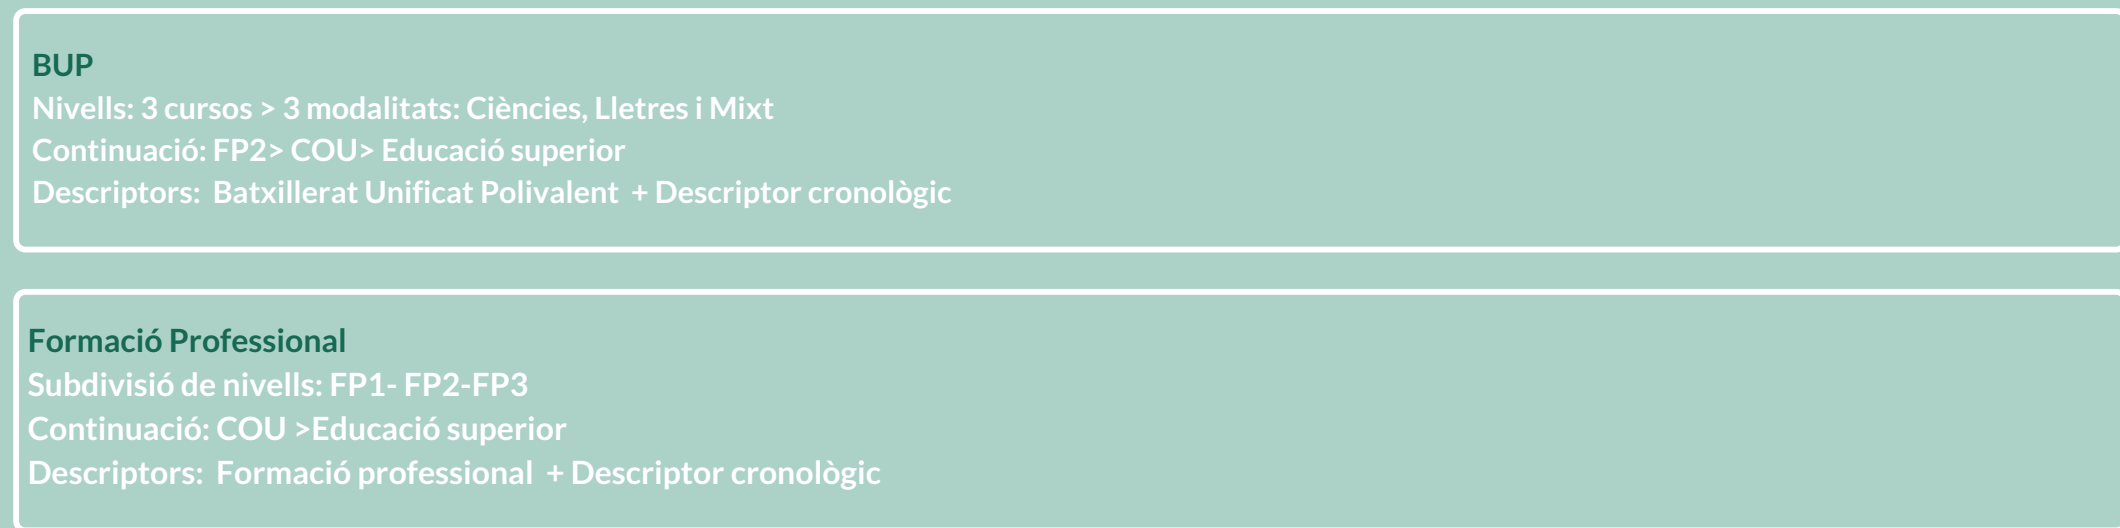 BUP
Nivells: 3 cursos > 3 modalitats: Ciències, Lletres i Mixt
Continuació: FP2> COU> Educació superior
Descriptors:  Batxillerat Unificat Polivalent  + Descriptor cronològic
Formació Professional
Subdivisió de nivells: FP1- FP2-FP3
Continuació: COU >Educació superior
Descriptors:  Formació professional  + Descriptor cronològic